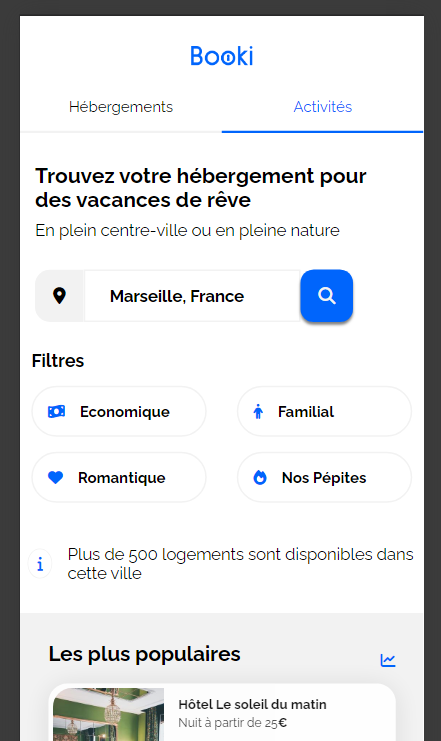 Booki
Hébergements
Activités
Trouvez votre hébergement pour
des vacances de rêve
En plein centre-ville ou en pleine nature
Marseille, France
Filtres
Economique
Familial
Romantique
Nos Pépites
Plus de 500 logements sont disponibles dans
cette ville
Les plus populaires
Hôtel Le soleil du matin
Nuit à partir de 25€